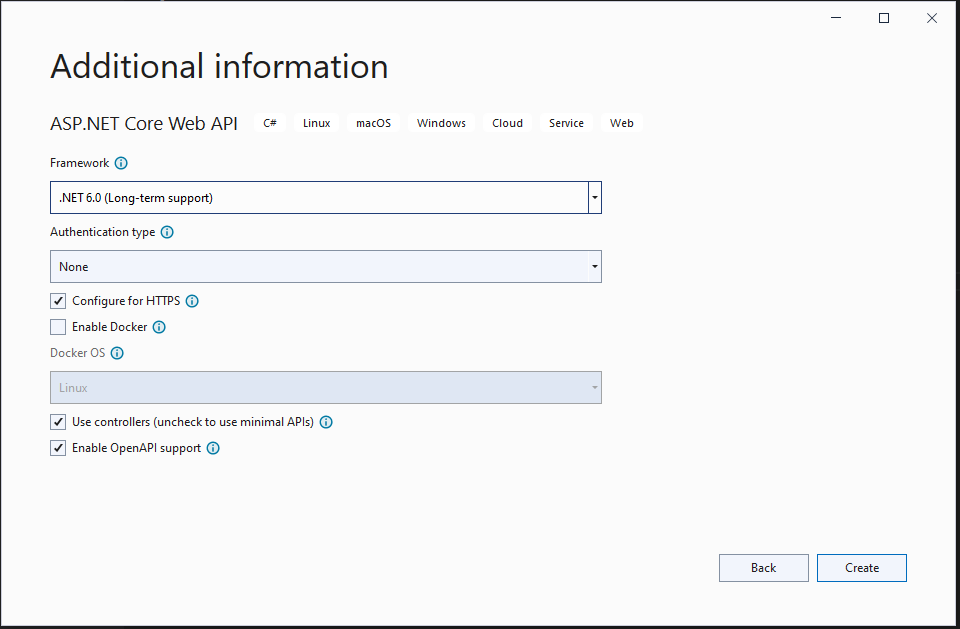 Additional information
ASP.NET Core Web API C# Linux macOS Windows Cloud Service Web
Framework
.NET 6.0 (Long-term support)
Authentication type
None
Configure for HTTPS
Enable Docker
Docker OS
Linux
Use controllers (uncheck to use minimal APIs)
Enable OpenAPI support
Back Create